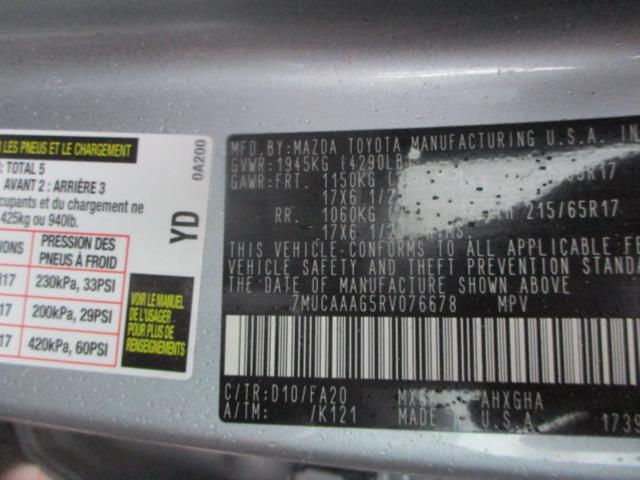 LES PNEUS ET LE CHARGEMENT
TOTAL 5
AVANT 2 : ARRIÈRE 3
cupants et du chargement ne
425kg ou 940lb.
0A200
YD
IONS PRESSION DES
PNEUS À FROID
R17 230kPa, 33PSI
17 200kPa, 29PSI
17 420kPa, 60PSI
VOIR LE MANUEL
DE L'USAGER
POUR PLUS DE
RENSEIGNEMENTS
MFD. BY: MAZDA TOYOTA MANUFACTURING U.S.A. IN
GVWR: 1945KG (4290LB
GAWR: FRT. 1150KG R17
17X6 1/2
RR. 1060KG 215/65R17
17X6 1/2
THIS VEHICLE CONFORMS TO ALL APPLICABLE FE
VEHICLE SAFETY AND THEFT PREVENTION STANDA
THE DATE OF MANUFACTURE SHOWN ABOVE
7MUCAAAG5RV076678 MPV
C/TR: D10/FA20 AHXGHA
A/TM: /K121 MADE U.S.A.
1739